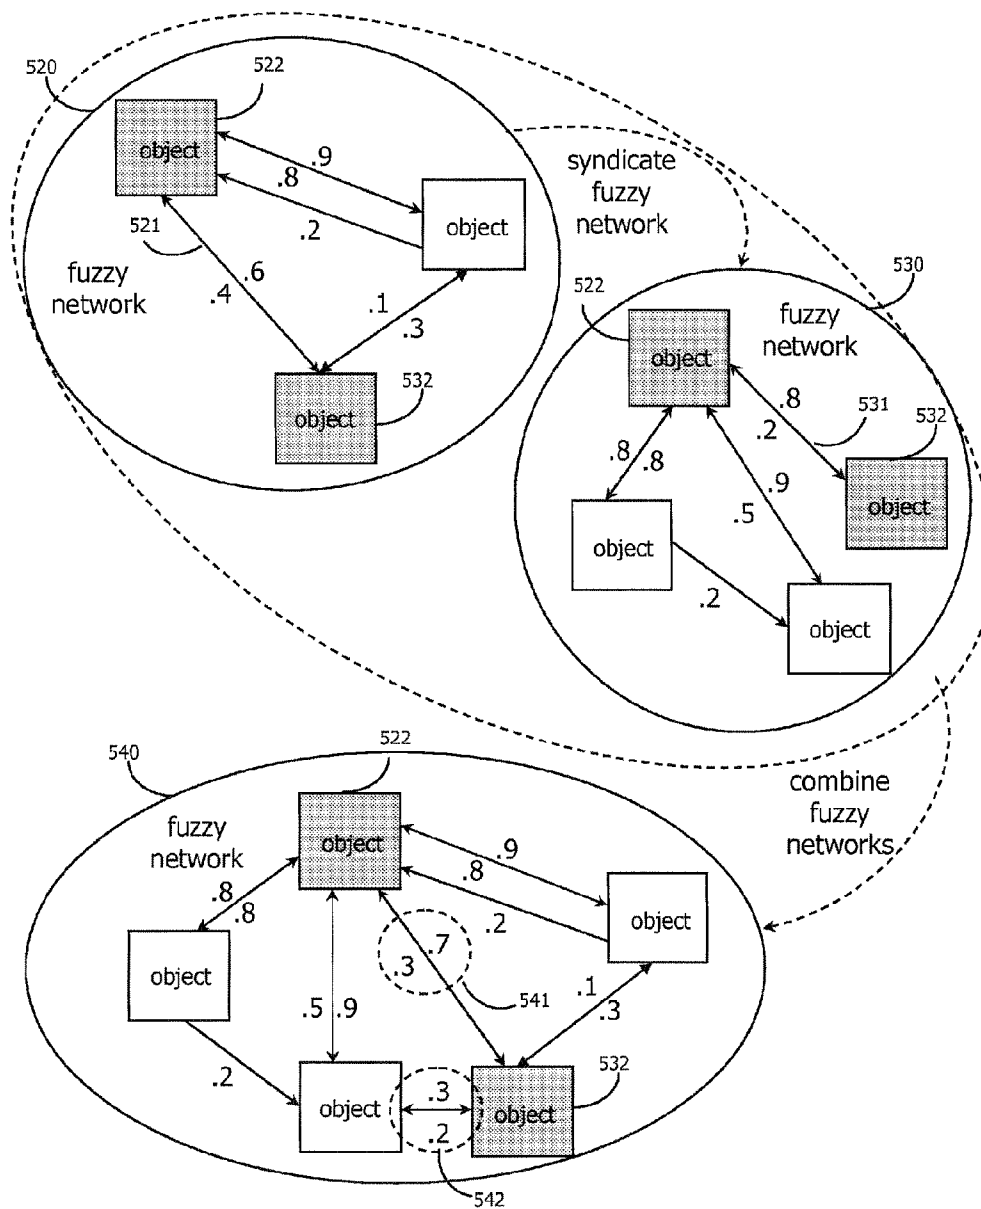 520
522
object
.9
.8
.2
object
521
fuzzy
network
.6
.4
.1
.3
object
532
syndicate
fuzzy
network
530
522
object
fuzzy
network
.8
.2
531
532
object
.8
.8
.9
.5
object
.2
object
combine
fuzzy
networks
540
522
fuzzy
network
object
.9
.8
.2
object
.8
.8
object
.7
.3
541
.1
.3
.5
.9
.2
object
.3
.2
object
532
542